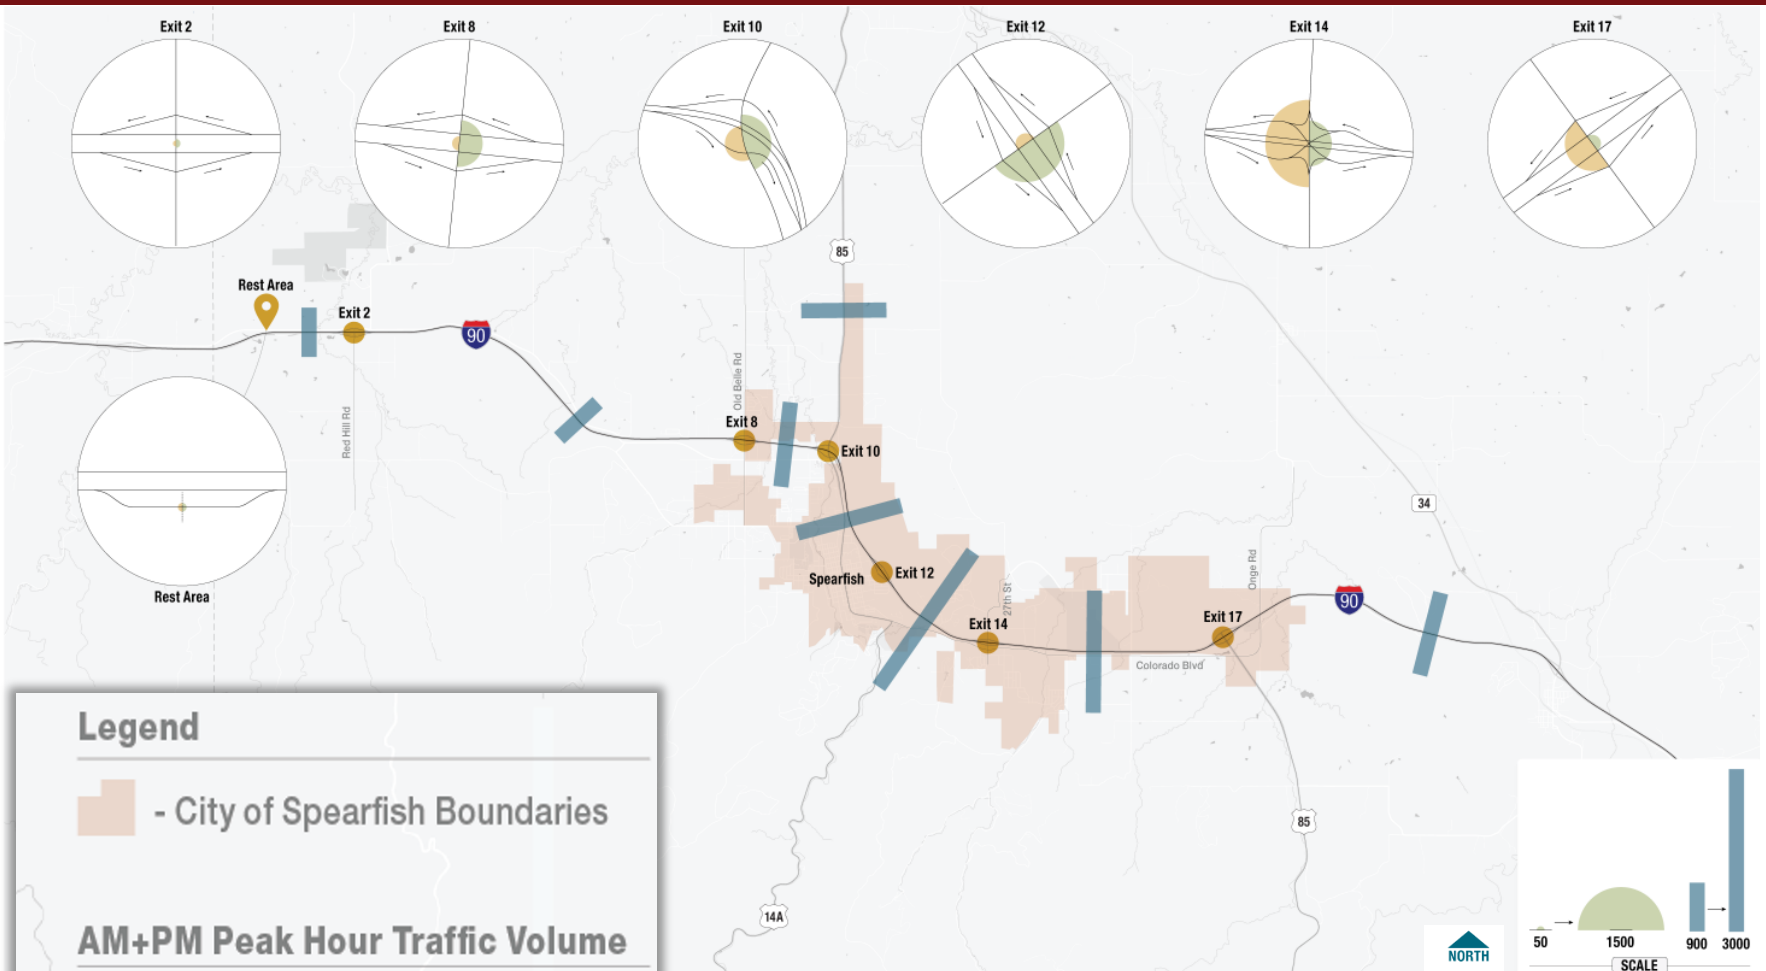 Exit 2
Exit 8
Exit 10
Exit 12
Exit 14
Exit 17
85
Rest Area
Exit 2
90
Old Belle Rd
Red Hill Rd
Exit 8
Exit 10
34
Rest Area
Spearfish
Exit 12
27th St
Onge Rd
90
Exit 14
Exit 17
Colorado Blvd
Legend
- City of Spearfish Boundaries
AM+PM Peak Hour Traffic Volume
85
14A
NORTH
50
1500
900
3000
SCALE